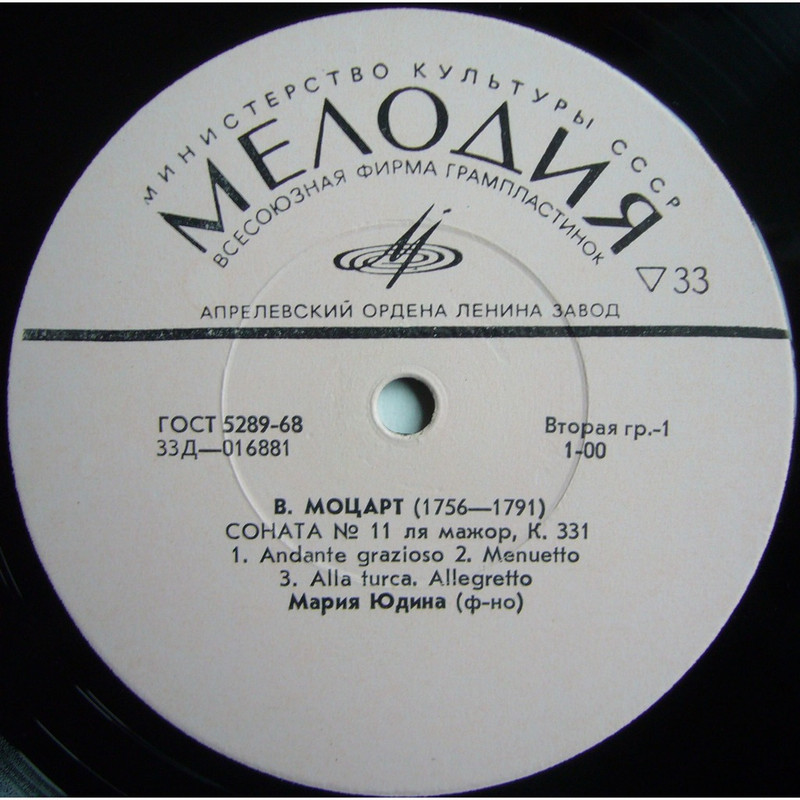 МИНИСТЕРСТВО КУЛЬТУРЫ СССР
МЕЛОДИЯ
ВСЕСОЮЗНАЯ ФИРМА ГРАМПЛАСТИНОК
▽33
АПРЕЛЕВСКИЙ ОРДЕНА ЛЕНИНА ЗАВОД
ГОСТ 5289-68
33Д—016881
Вторая гр.-1
1-00
В. МОЦАРТ (1756—1791)
СОНАТА № 11 ля мажор, К. 331
1. Andante grazioso 2. Menuetto
3. Alla turca. Allegretto
Мария Юдина (ф-но)